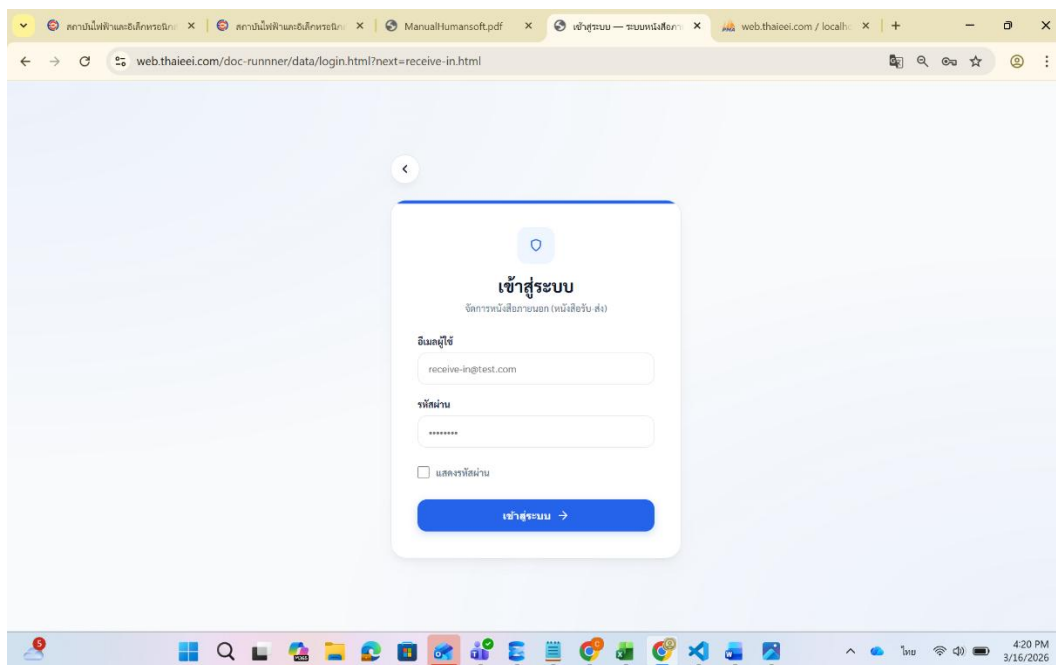 สถาบันไฟฟ้าและอิเล็กทรอนิก
สถาบันไฟฟ้าและอิเล็กทรอนิก
ManualHumansoft.pdf
เข้าสู่ระบบ — ระบบหนังสือภา
web.thaieei.com / localhc
web.thaieei.com/doc-runnner/data/login.html?next=receive-in.html
เข้าสู่ระบบ
จัดการหนังสือภายนอก (หนังสือรับ-ส่ง)
อีเมลผู้ใช้
receive-in@test.com
รหัสผ่าน
แสดงรหัสผ่าน
เข้าสู่ระบบ →
5
M365
ไทย
4:20 PM
3/16/2026